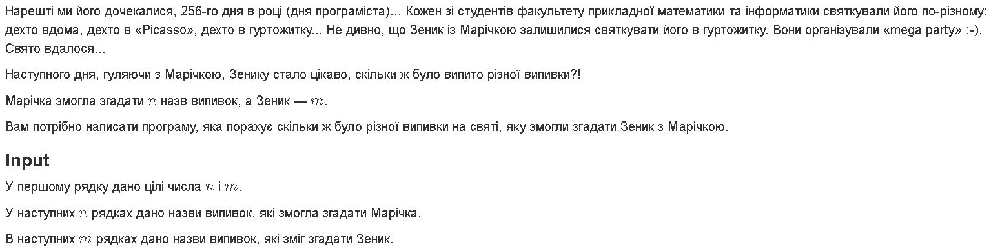 Нарешті ми його дочекалися, 256-го дня в році (дня програміста)... Кожен зі студентів факультету прикладної математики та інформатики святкували його по-різному:
дехто вдома, дехто в «Picasso», дехто в гуртожитку... Не дивно, що Зеник із Марічкою залишилися святкувати його в гуртожитку. Вони організували «mega party» :-).
Свято вдалося...
Наступного дня, гуляючи з Марічкою, Зенику стало цікаво, скільки ж було випито різної випивки?!
Марічка змогла згадати n назв випивок, а Зеник — m.
Вам потрібно написати програму, яка порахує скільки ж було різної випивки на святі, яку змогли згадати Зеник з Марічкою.
Input
У першому рядку дано цілі числа n і m.
У наступних n рядках дано назви випивок, які змогла згадати Марічка.
В наступних m рядках дано назви випивок, які зміг згадати Зеник.